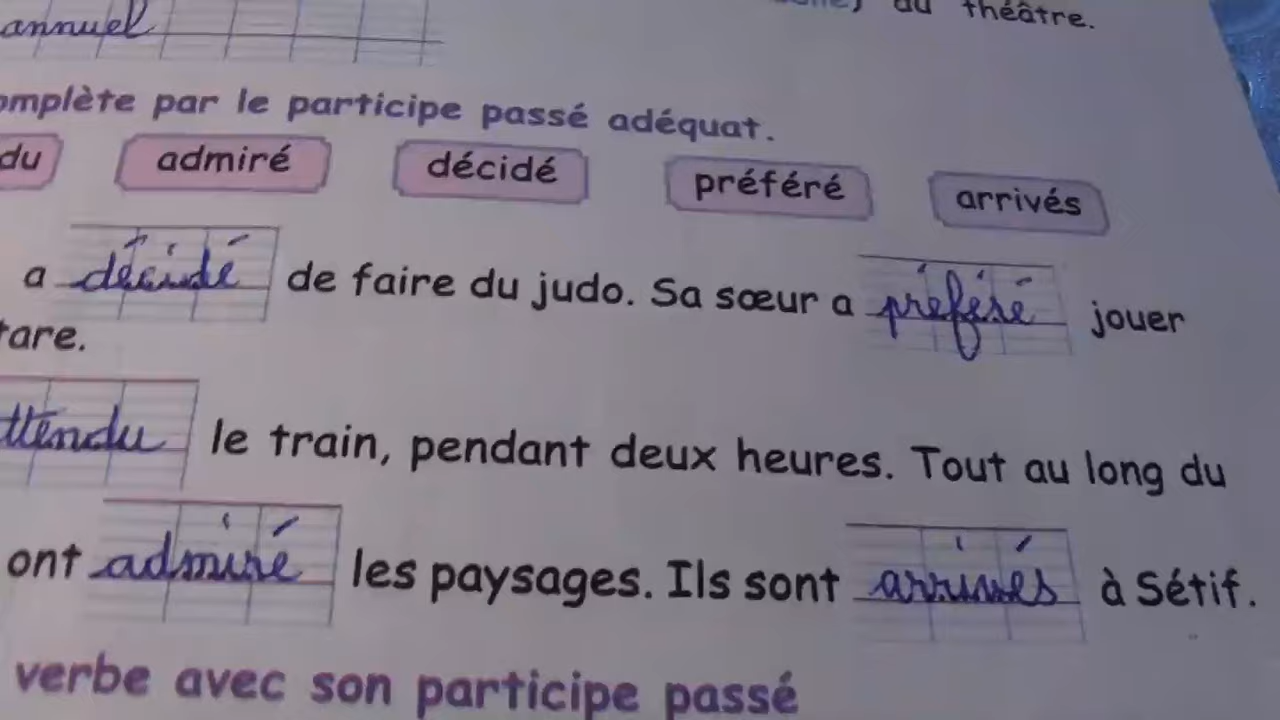 annuel
au théâtre.
omplète par le participe passé adéquat.
du admiré décidé préféré arrivés
a décidé de faire du judo. Sa sœur a préféré jouer
tare.
ttendu le train, pendant deux heures. Tout au long du
ont admiré les paysages. Ils sont arrivés à Sétif.
verbe avec son participe passé